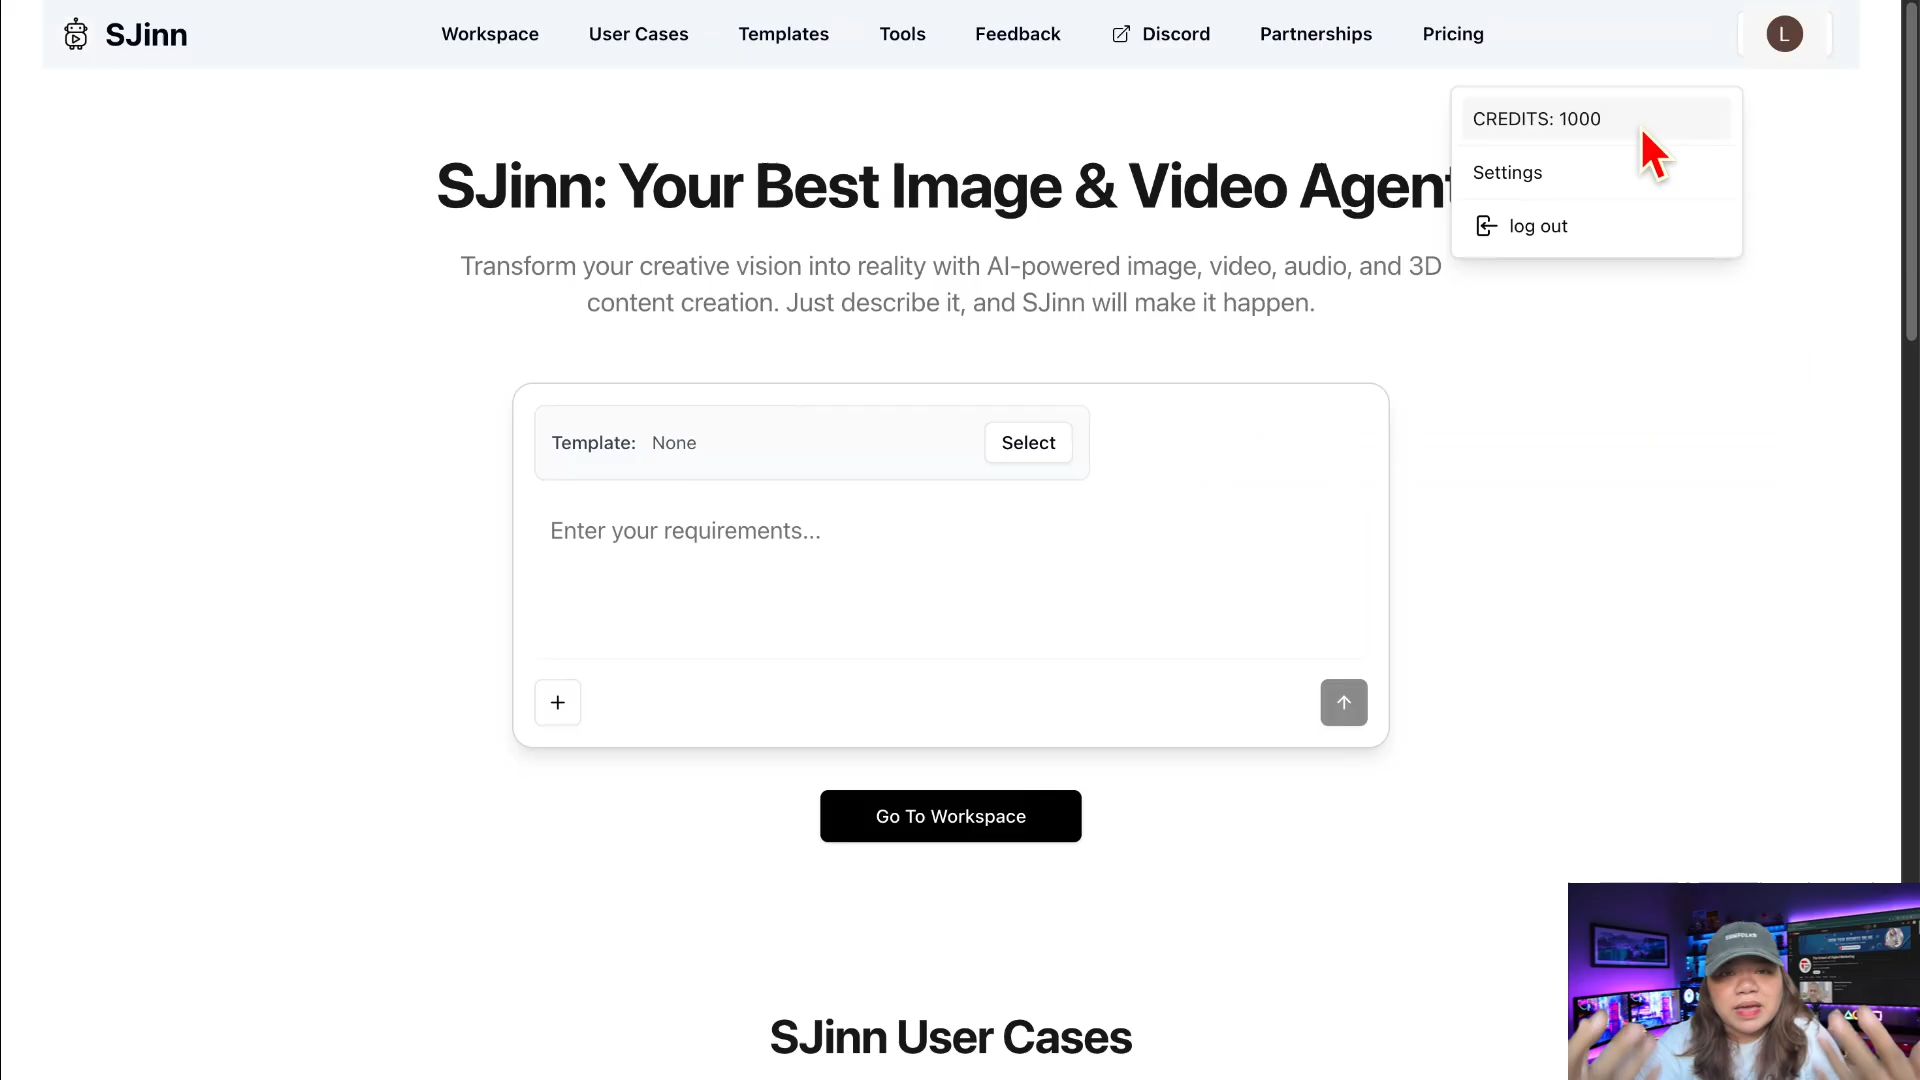 SJinn
Workspace
User Cases
Templates
Tools
Feedback
Discord
Partnerships
Pricing
L
CREDITS: 1000
Settings
log out
SJinn: Your Best Image & Video Agent
Transform your creative vision into reality with AI-powered image, video, audio, and 3D
content creation. Just describe it, and SJinn will make it happen.
Template: None
Select
Enter your requirements...
Go To Workspace
SJinn User Cases